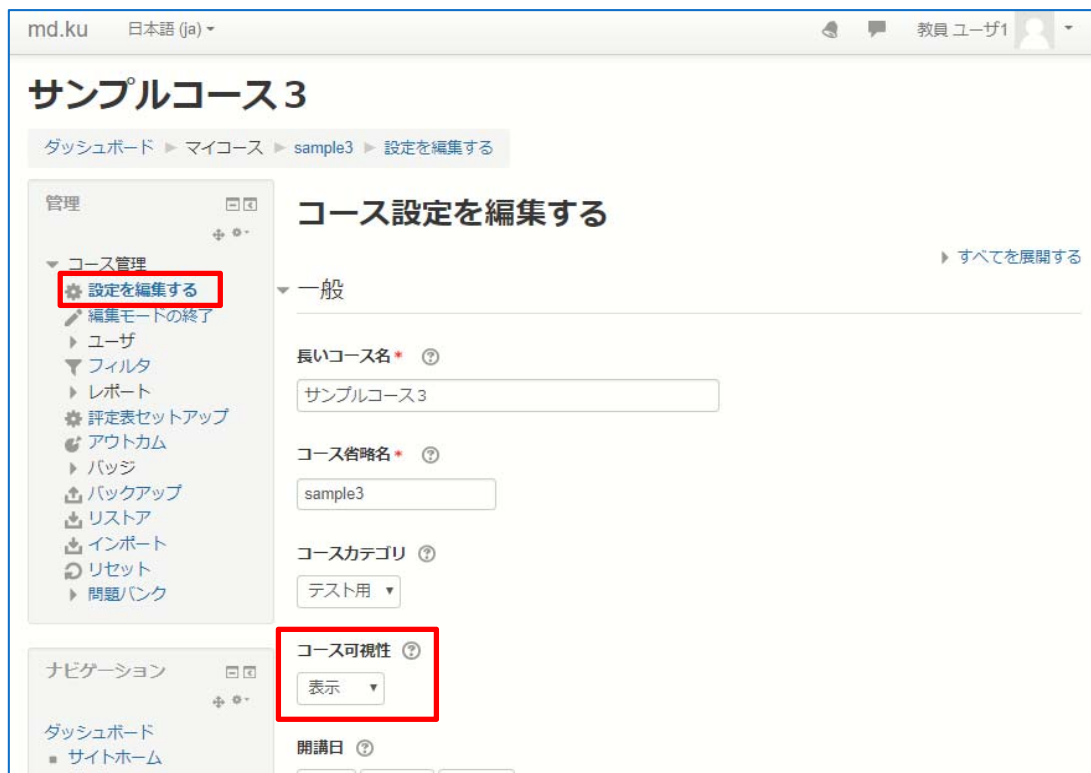 md.ku 日本語 (ja) 教員 ユーザ1
サンプルコース３
ダッシュボード ▶ マイコース ▶ sample3 ▶ 設定を編集する
管理
コース管理
設定を編集する
編集モードの終了
ユーザ
フィルタ
レポート
評定表セットアップ
アウトカム
バッジ
バックアップ
リストア
インポート
リセット
問題バンク
ナビゲーション
ダッシュボード
サイトホーム
コース設定を編集する
すべてを展開する
一般
長いコース名*
サンプルコース３
コース省略名*
sample3
コースカテゴリ
テスト用
コース可視性
表示
開講日